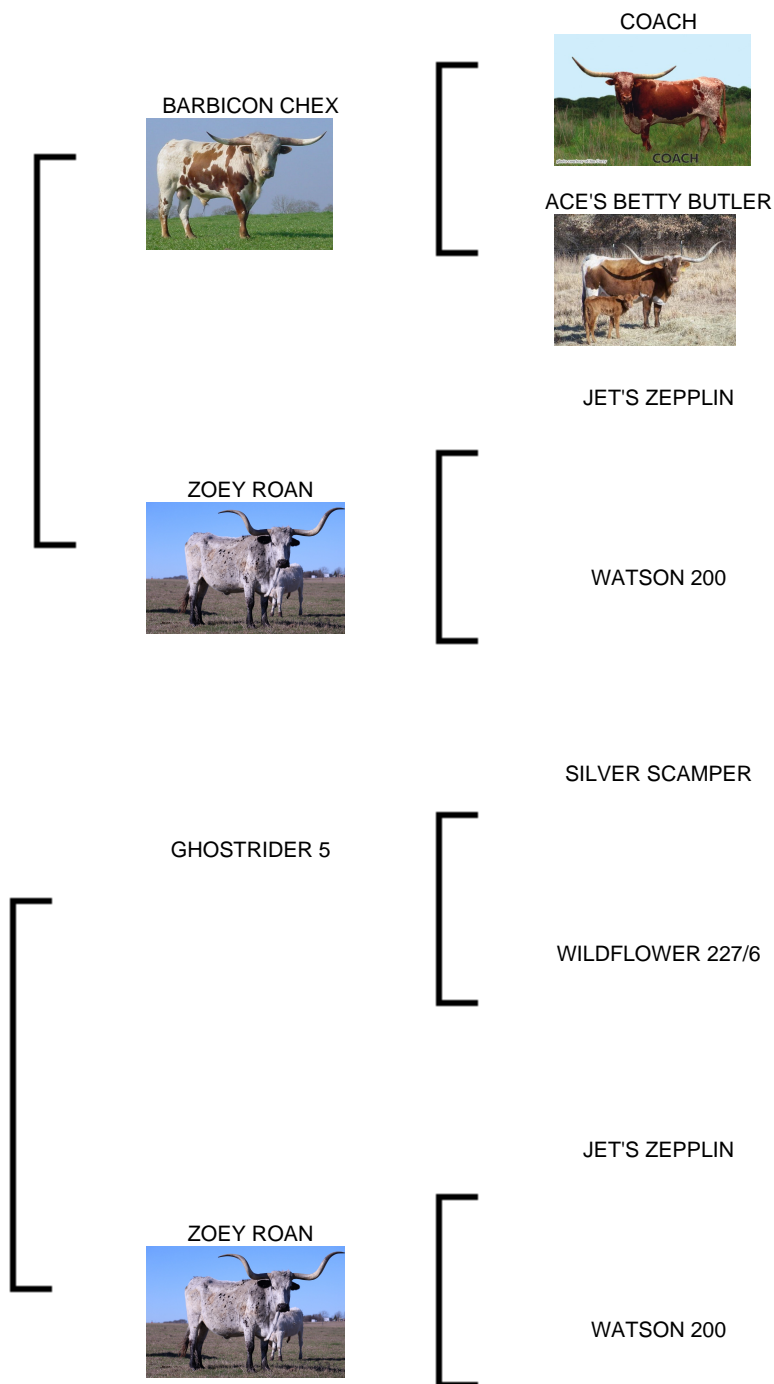 COACH
BARBICON CHEX
COACH
ACE'S BETTY BUTLER
JET'S ZEPPLIN
ZOEY ROAN
WATSON 200
SILVER SCAMPER
GHOSTRIDER 5
WILDFLOWER 227/6
JET'S ZEPPLIN
ZOEY ROAN
WATSON 200